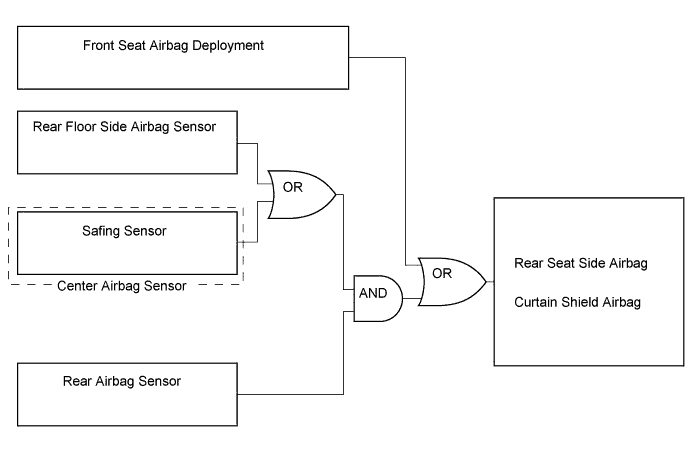 Front Seat Airbag Deployment
Rear Floor Side Airbag Sensor
OR
Safing Sensor
Center Airbag Sensor
OR
Rear Seat Side Airbag
AND
Curtain Shield Airbag
Rear Airbag Sensor